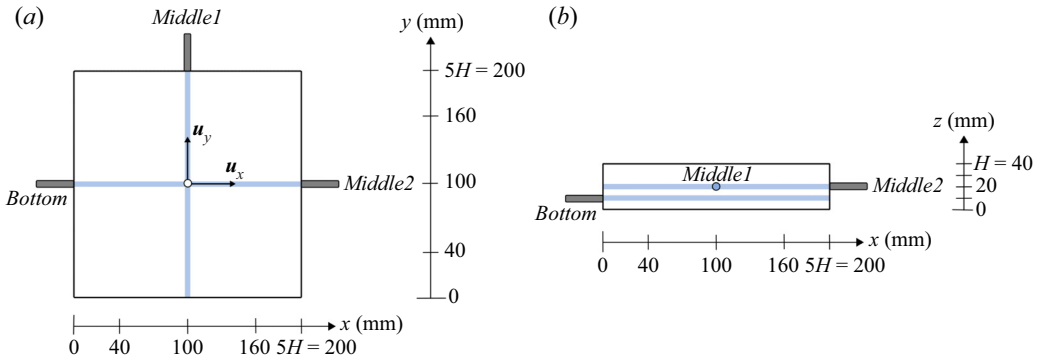 (a)
Middle1
y (mm)
5H = 200
160
u_y
u_x
100
Bottom
Middle2
40
0
x (mm)
0 40 100 160 5H = 200
(b)
z (mm)
H = 40
Middle1
Middle2
20
Bottom
0
x (mm)
0 40 100 160 5H = 200